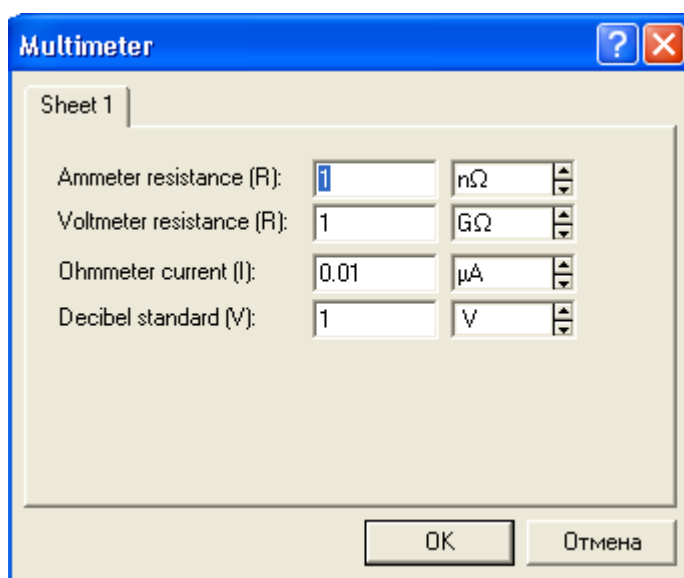 Multimeter
Sheet 1
Ammeter resistance (R): 1 nΩ
Voltmeter resistance (R): 1 GΩ
Ohmmeter current (I): 0.01 µA
Decibel standard (V): 1 V
OK Отмена